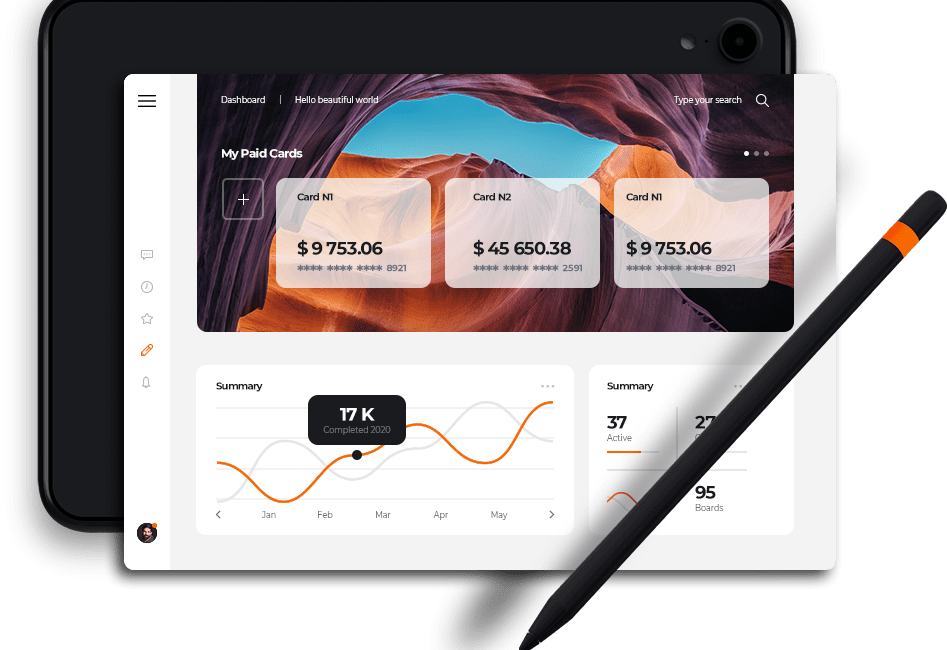 Dashboard | Hello beautiful world
Type your search
My Paid Cards
Card N1
$ 9 753.06
**** **** **** 8921
Card N2
$ 45 650.38
**** **** **** 2591
Card N1
$ 9 753.06
**** **** **** 8921
Summary
17 K
Completed 2020
Jan Feb Mar Apr May
Summary
37
Active
95
Boards